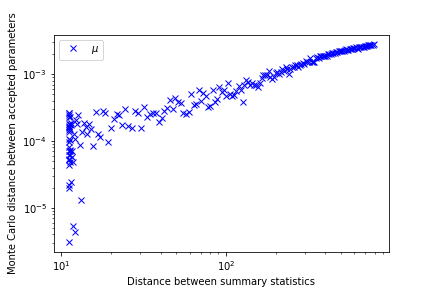 μ
Monte Carlo distance between accepted parameters
10⁻³
10⁻⁴
10⁻⁵
10¹
10²
Distance between summary statistics